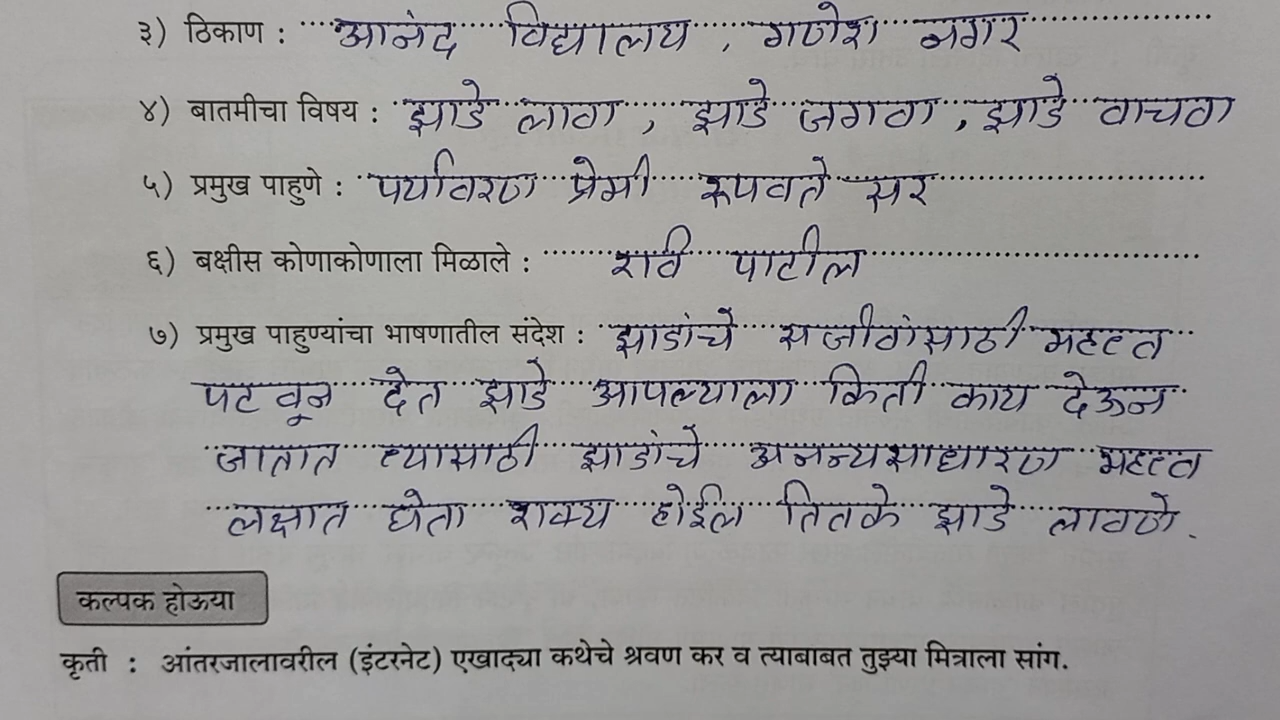 ३) ठिकाण : आनंद विद्यालय , गणेश नगर
४) बातमीचा विषय : झाडे लावा , झाडे जगवा , झाडे वाचवा
५) प्रमुख पाहुणे : पर्यावरण प्रेमी रूपवते सर
६) बक्षीस कोणाकोणाला मिळाले : रावि पाटील
७) प्रमुख पाहुण्यांचा भाषणातील संदेश : झाडांचे सजीवांसाठी महत्त्व
पटवून देत झाडे आपल्याला किती काय देऊन
जातात त्यासाठी झाडांचे अनन्यसाधारण महत्त्व
लक्षात घेता शक्य होईल तितके झाडे लावणे.
कल्पक होऊया
कृती : आंतरजालावरील (इंटरनेट) एखाद्या कथेचे श्रवण कर व त्याबाबत तुझ्या मित्राला सांग.